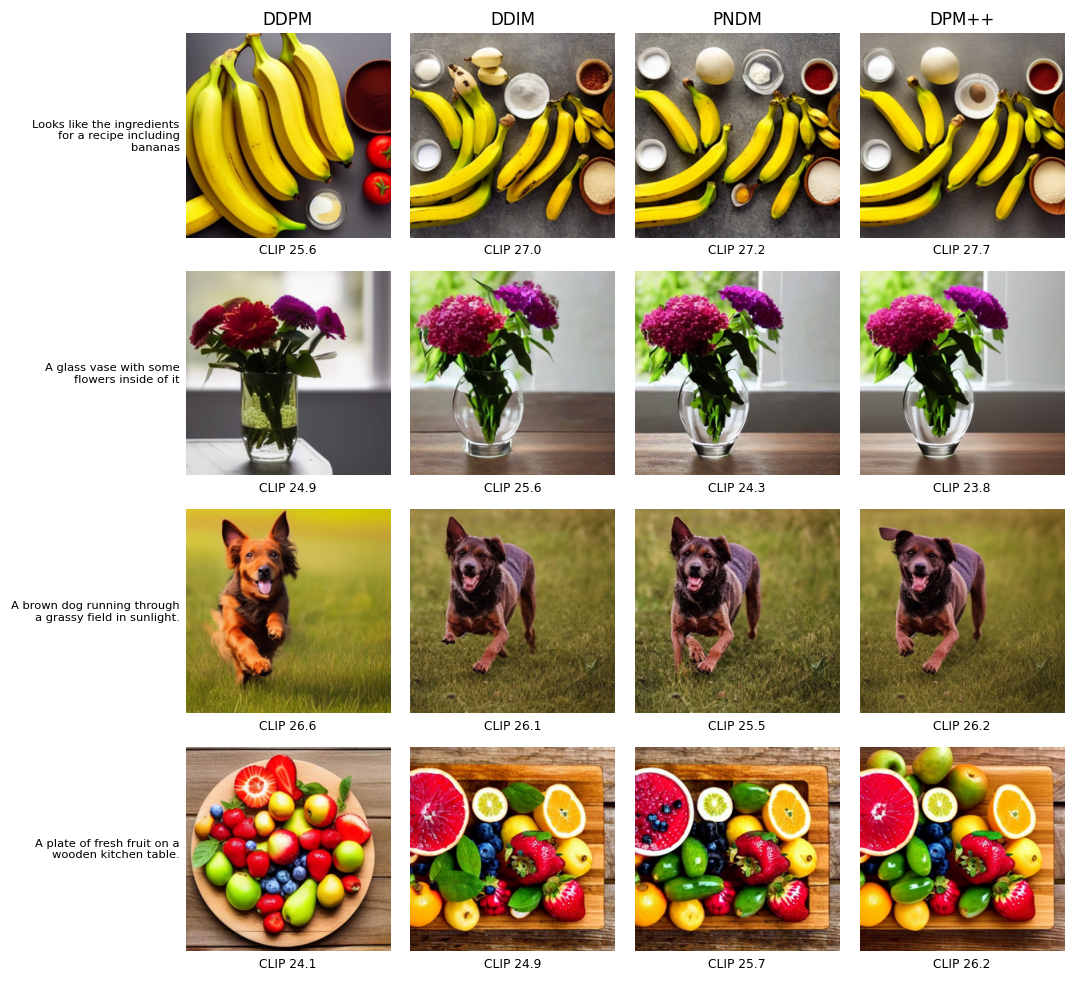 DDPM DDIM PNDM DPM++
Looks like the ingredients
for a recipe including
bananas
CLIP 25.6 CLIP 27.0 CLIP 27.2 CLIP 27.7
A glass vase with some
flowers inside of it
CLIP 24.9 CLIP 25.6 CLIP 24.3 CLIP 23.8
A brown dog running through
a grassy field in sunlight.
CLIP 26.6 CLIP 26.1 CLIP 25.5 CLIP 26.2
A plate of fresh fruit on a
wooden kitchen table.
CLIP 24.1 CLIP 24.9 CLIP 25.7 CLIP 26.2